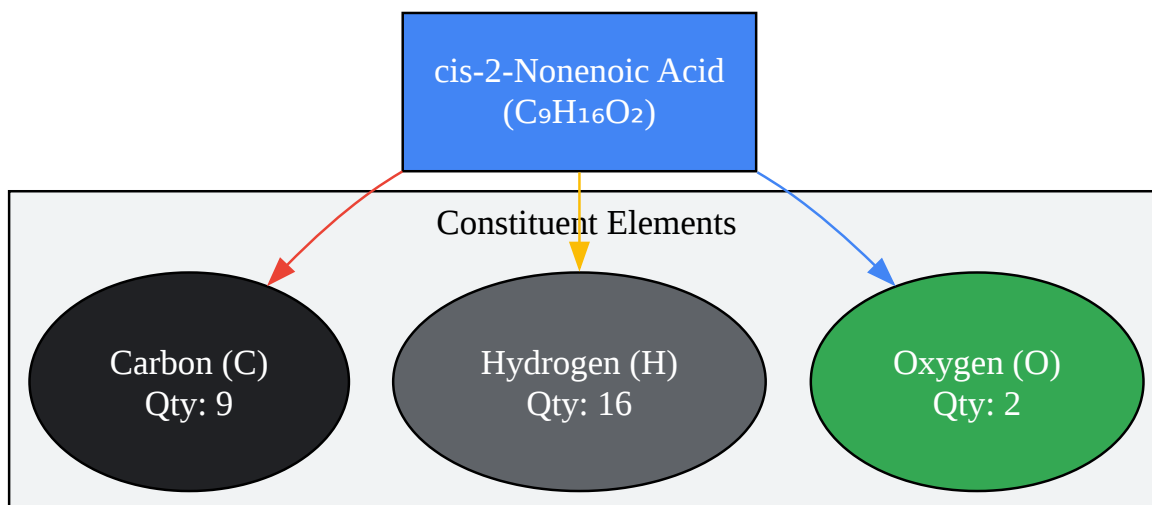 cis-2-Nonenoic Acid
(C₉H₁₆O₂)
Constituent Elements
Carbon (C)
Qty: 9
Hydrogen (H)
Qty: 16
Oxygen (O)
Qty: 2